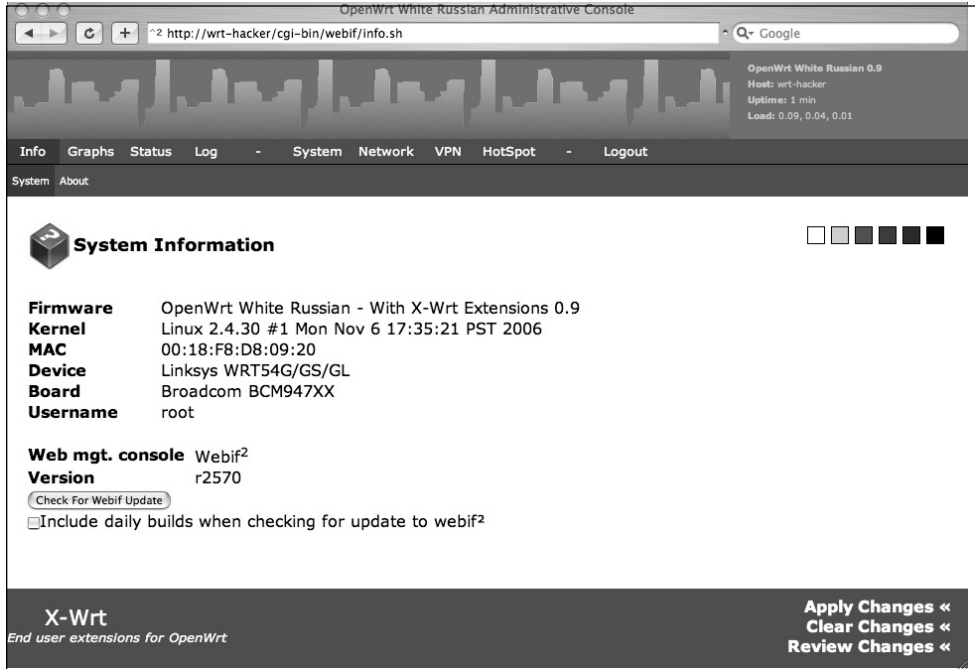 OpenWrt White Russian Administrative Console
^2 http://wrt-hacker/cgi-bin/webif/info.sh
Google
OpenWrt White Russian 0.9
Host: wrt-hacker
Uptime: 1 min
Load: 0.09, 0.04, 0.01
Info Graphs Status Log - System Network VPN HotSpot - Logout
System About
System Information
Firmware OpenWrt White Russian - With X-Wrt Extensions 0.9
Kernel Linux 2.4.30 #1 Mon Nov 6 17:35:21 PST 2006
MAC 00:18:F8:D8:09:20
Device Linksys WRT54G/GS/GL
Board Broadcom BCM947XX
Username root
Web mgt. console Webif²
Version r2570
Check For Webif Update
Include daily builds when checking for update to webif²
X-Wrt
End user extensions for OpenWrt
Apply Changes «
Clear Changes «
Review Changes «